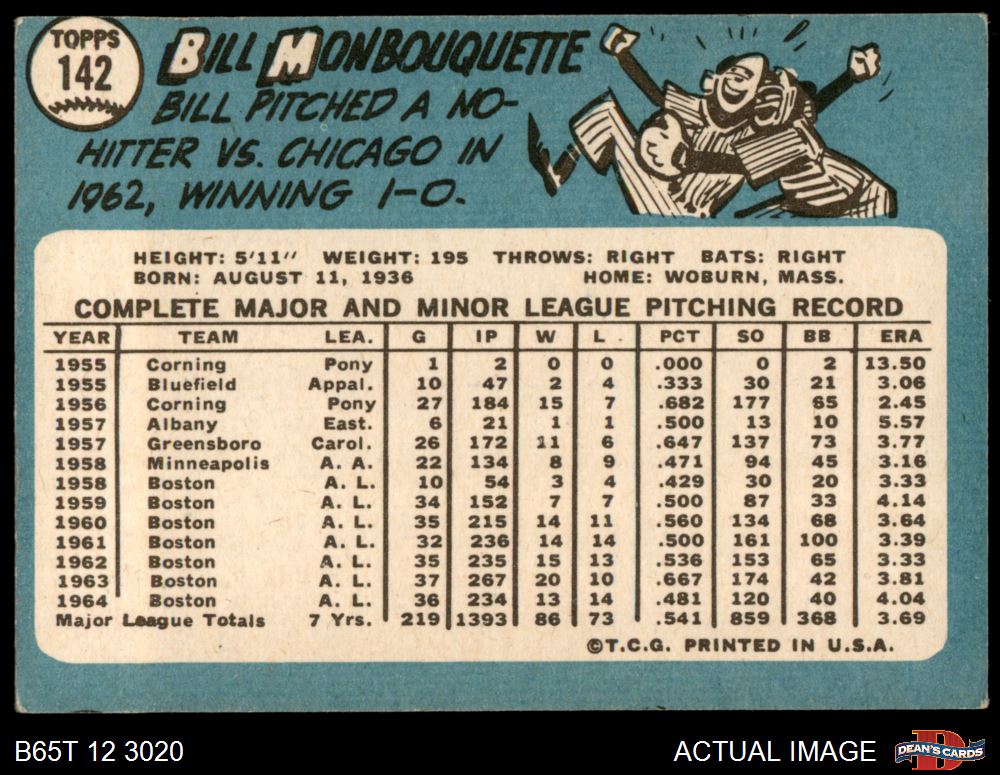 TOPPS
142
BILL MONBOUQUETTE
BILL PITCHED A NO-
HITTER VS. CHICAGO IN
1962, WINNING 1-0.
HEIGHT: 5'11" WEIGHT: 195 THROWS: RIGHT BATS: RIGHT
BORN: AUGUST 11, 1936 HOME: WOBURN, MASS.
COMPLETE MAJOR AND MINOR LEAGUE PITCHING RECORD
YEAR TEAM LEA. G IP W L PCT SO BB ERA
1955 Corning Pony 1 2 0 0 .000 0 2 13.50
1955 Bluefield Appal. 10 47 2 4 .333 30 21 3.06
1956 Corning Pony 27 184 15 7 .682 177 65 2.45
1957 Albany East. 6 21 1 1 .500 13 10 5.57
1957 Greensboro Carol. 26 172 11 6 .647 137 73 3.77
1958 Minneapolis A. A. 22 134 8 9 .471 94 45 3.16
1958 Boston A. L. 10 54 3 4 .429 30 20 3.33
1959 Boston A. L. 34 152 7 7 .500 87 33 4.14
1960 Boston A. L. 35 215 14 11 .560 134 68 3.64
1961 Boston A. L. 32 236 14 14 .500 161 100 3.39
1962 Boston A. L. 35 235 15 13 .536 153 65 3.33
1963 Boston A. L. 37 267 20 10 .667 174 42 3.81
1964 Boston A. L. 36 234 13 14 .481 120 40 4.04
Major League Totals 7 Yrs. 219 1393 86 73 .541 859 368 3.69
©T.C.G. PRINTED IN U.S.A.
B65T 12 3020
ACTUAL IMAGE
D
DEAN'S CARDS